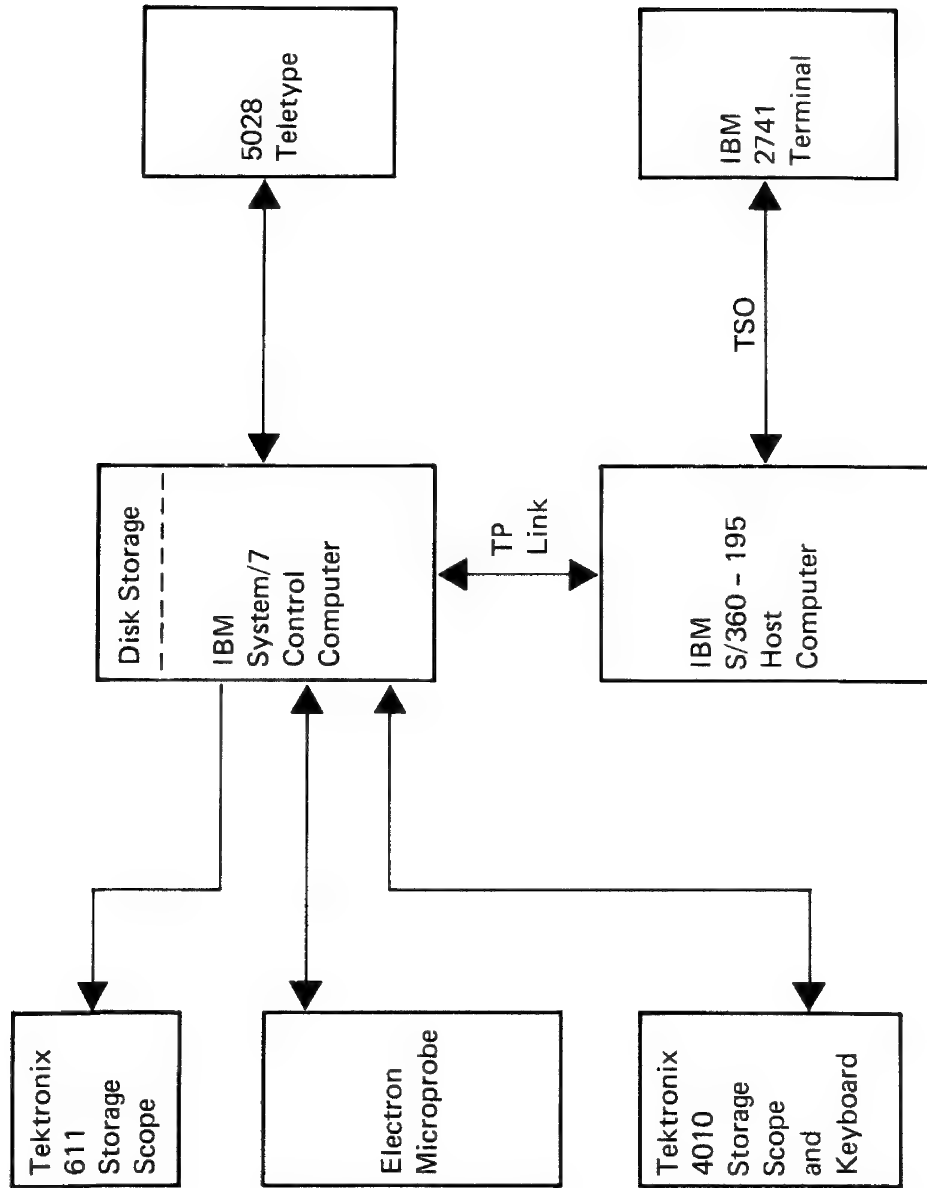 Tektronix
611
Storage
Scope
Electron
Microprobe
Tektronix
4010
Storage
Scope
and
Keyboard
Disk Storage
IBM
System/7
Control
Computer
TP
Link
IBM
S/360 – 195
Host
Computer
TSO
5028
Teletype
IBM
2741
Terminal